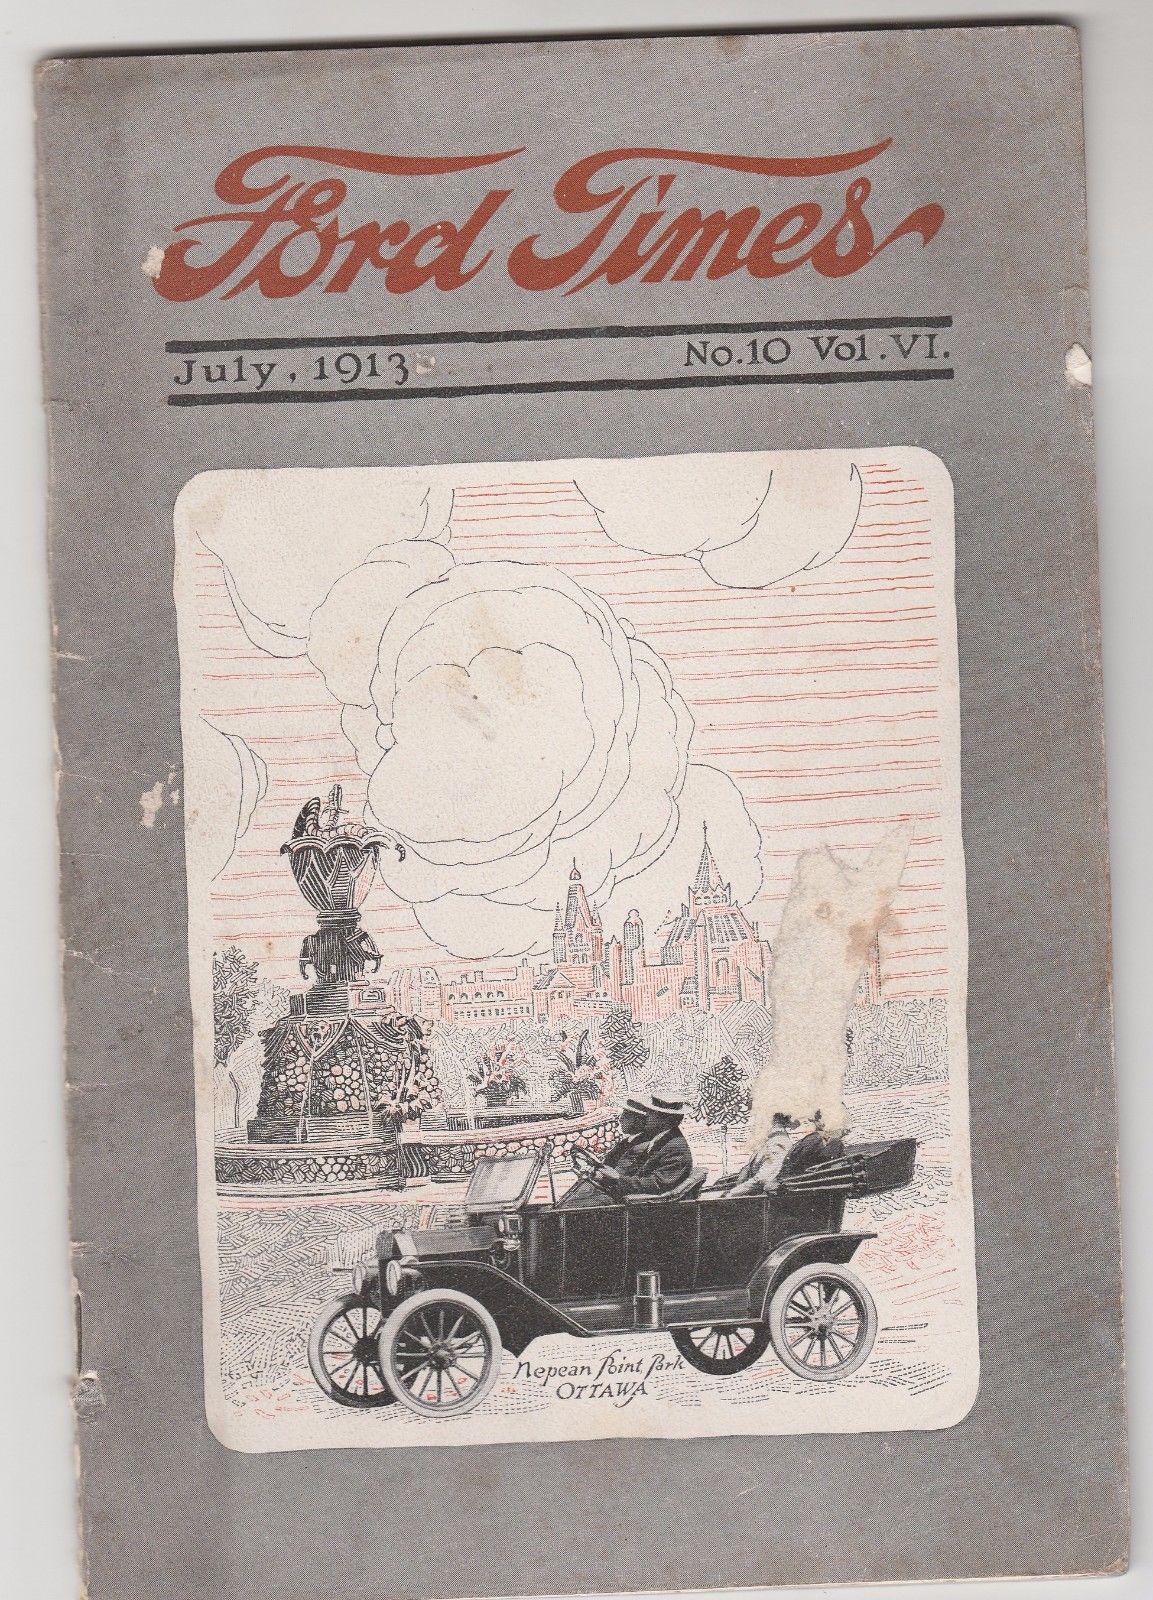 Ford Times
July, 1913
No. 10 Vol. VI.
Nepean Point Park
OTTAWA